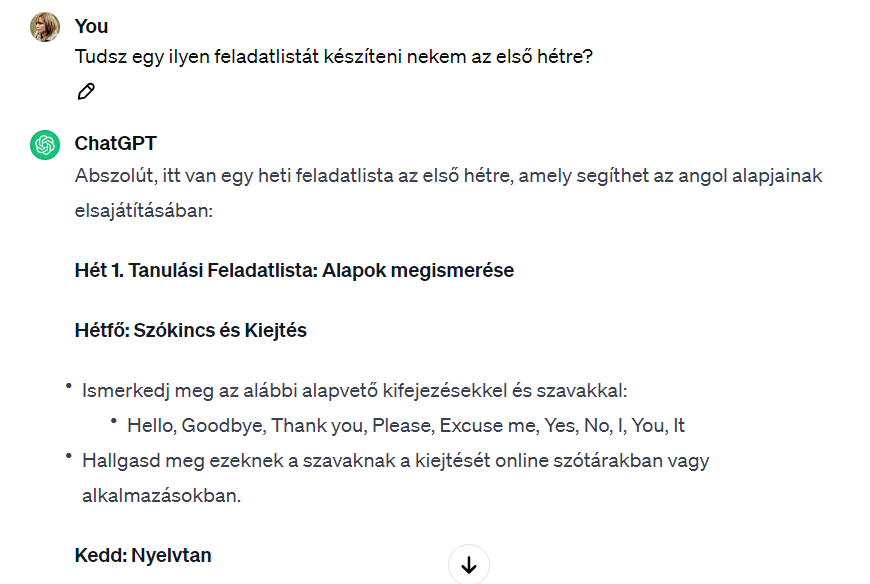 You
Tudsz egy ilyen feladatlistát készíteni nekem az első hétre?
ChatGPT
Abszolút, itt van egy heti feladatlista az első hétre, amely segíthet az angol alapjainak
elsajátításában:
Hét 1. Tanulási Feladatlista: Alapok megismerése
Hétfő: Szókincs és Kiejtés
• Ismerkedj meg az alábbi alapvető kifejezésekkel és szavakkal:
• Hello, Goodbye, Thank you, Please, Excuse me, Yes, No, I, You, It
• Hallgasd meg ezeknek a szavaknak a kiejtését online szótárakban vagy
alkalmazásokban.
Kedd: Nyelvtan